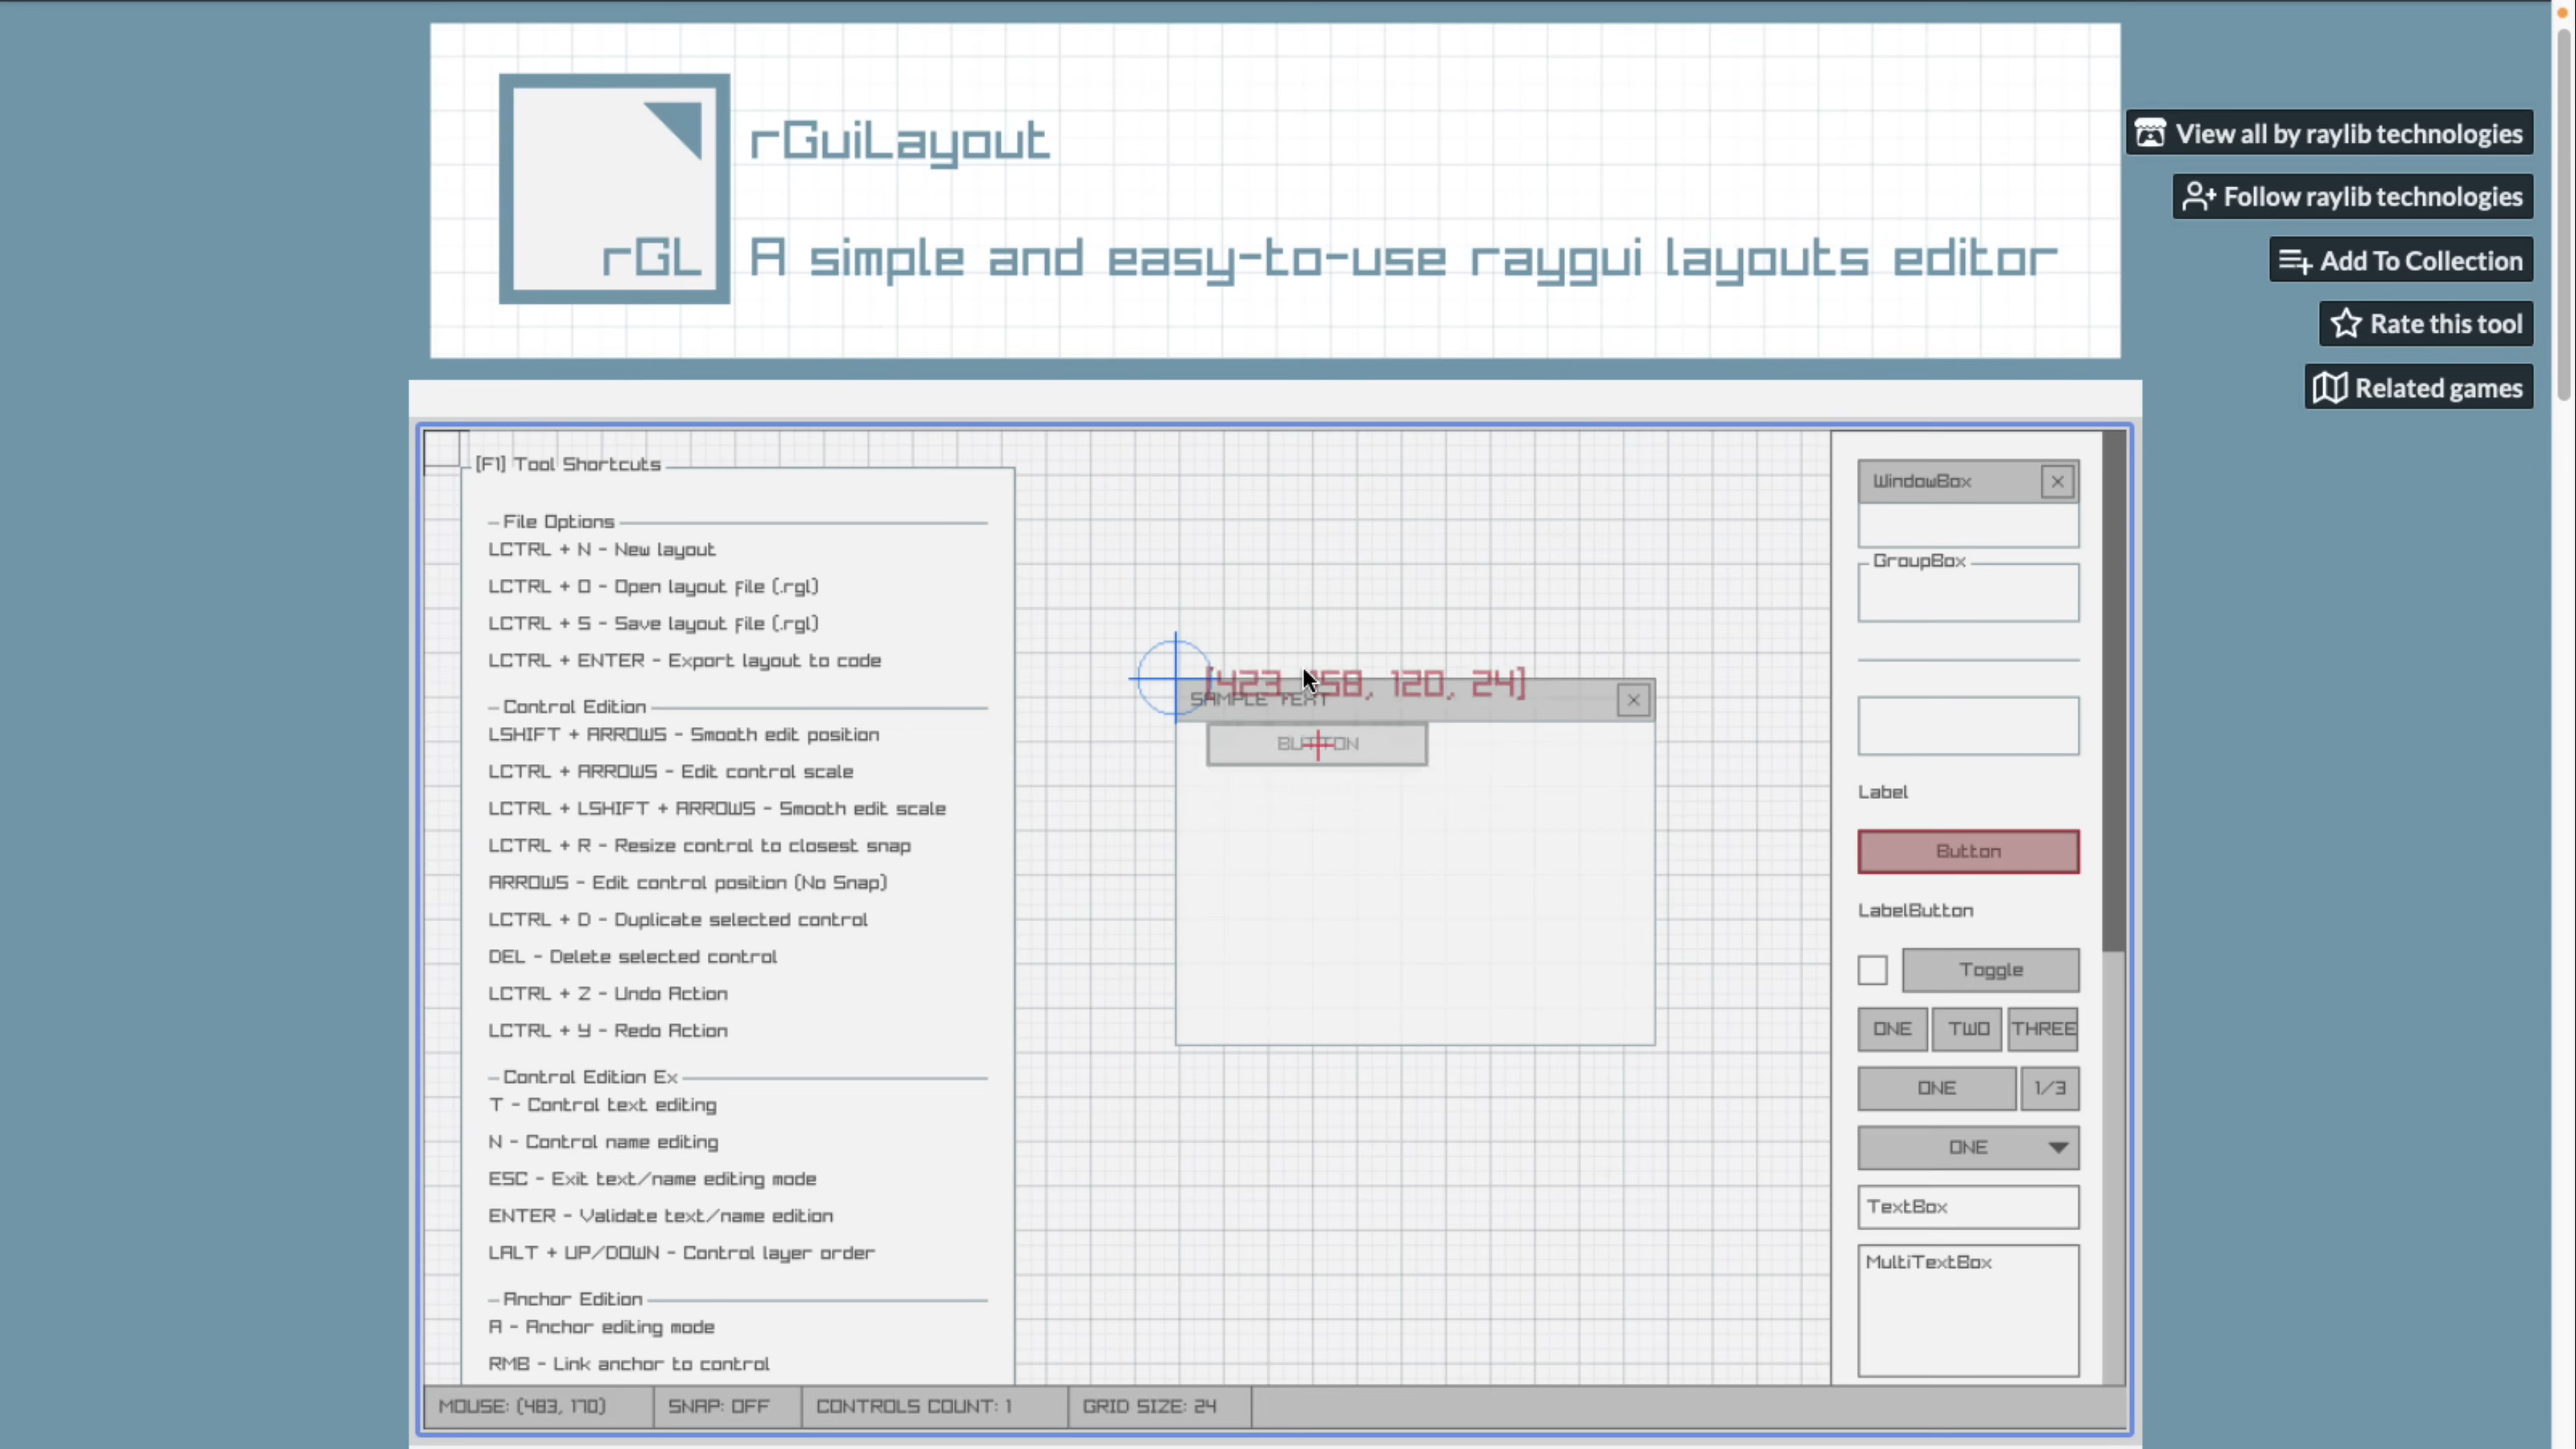 rGuiLayout
rGL
A simple and easy-to-use raygui layouts editor
View all by raylib technologies
Follow raylib technologies
Add To Collection
Rate this tool
Related games
[F1] Tool Shortcuts
File Options
LCTRL + N - New layout
LCTRL + O - Open layout file (.rgl)
LCTRL + S - Save layout file (.rgl)
LCTRL + ENTER - Export layout to code
Control Edition
LSHIFT + ARROWS - Smooth edit position
LCTRL + ARROWS - Edit control scale
LCTRL + LSHIFT + ARROWS - Smooth edit scale
LCTRL + R - Resize control to closest snap
ARROWS - Edit control position (No Snap)
LCTRL + D - Duplicate selected control
DEL - Delete selected control
LCTRL + Z - Undo Action
LCTRL + Y - Redo Action
Control Edition Ex
T - Control text editing
N - Control name editing
ESC - Exit text/name editing mode
ENTER - Validate text/name edition
LALT + UP/DOWN - Control layer order
Anchor Edition
A - Anchor editing mode
RMB - Link anchor to control
120, 24]
SAMPLE TEXT
BUTTON
WindowBox
GroupBox
Label
Button
LabelButton
Toggle
ONE TWO THREE
ONE 1/3
ONE
TextBox
MultiTextBox
MOUSE: (483, 170)
SNAP: OFF
CONTROLS COUNT: 1
GRID SIZE: 24